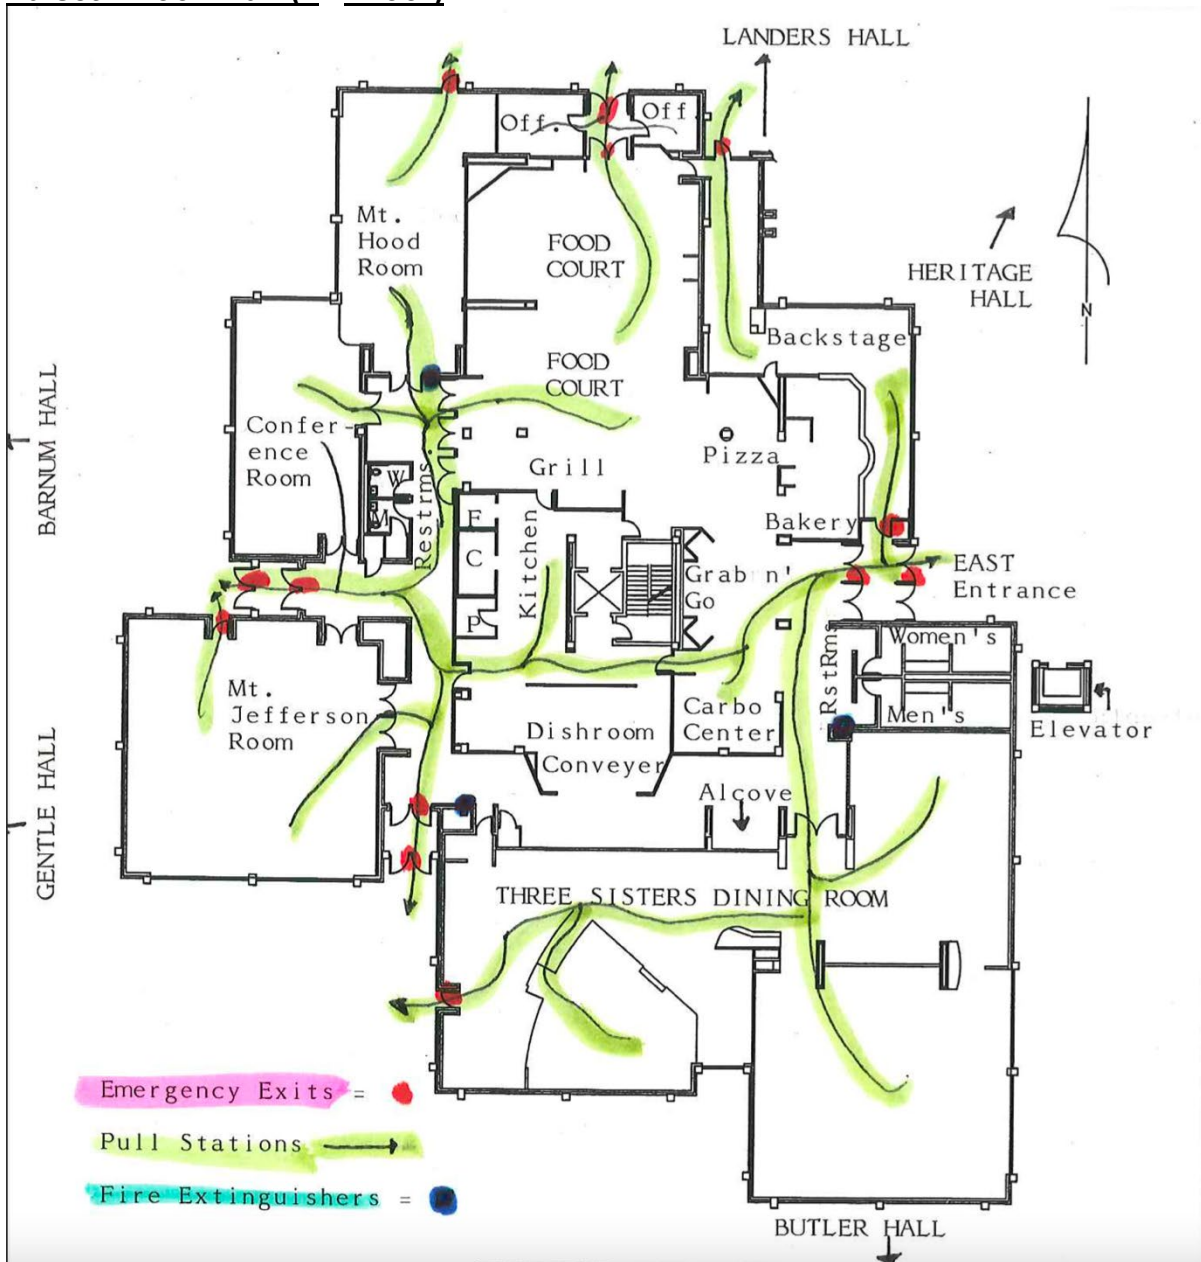 LANDERS HALL
Off.
Off
Mt.
Hood
Room
FOOD
COURT
HERITAGE
HALL
N
Backstage
FOOD
COURT
BARNUM HALL
Confer-
ence
Room
Grill
Pizza
W
M
Restrms.
F
C
P
Kitchen
Bakery
Grab n'
Go
EAST
Entrance
Women's
RstRms
Men's
Elevator
Mt.
Jefferson
Room
Dishroom
Conveyer
Carbo
Center
Alcove
GENTLE HALL
THREE SISTERS DINING ROOM
Emergency Exits =
Pull Stations
Fire Extinguishers =
BUTLER HALL